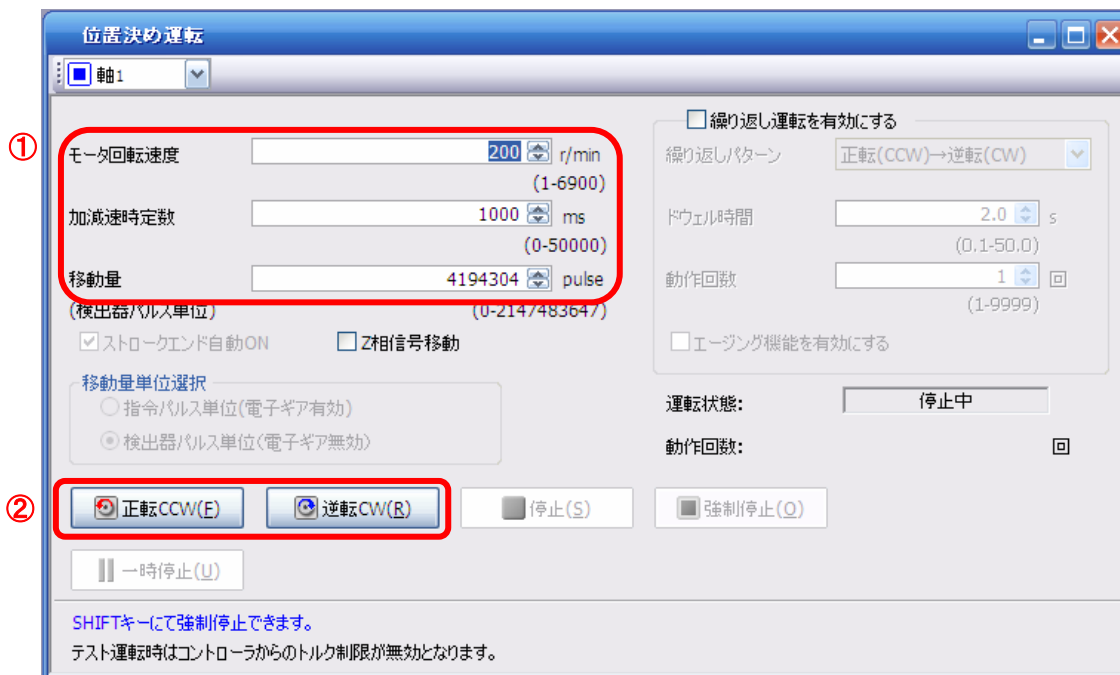 位置決め運転
軸1
①
モータ回転速度 200 r/min
(1-6900)
加減速時定数 1000 ms
(0-50000)
移動量 4194304 pulse
(検出器パルス単位) (0-2147483647)
ストロークエンド自動ON Z相信号移動
移動量単位選択
指令パルス単位(電子ギア有効)
検出器パルス単位(電子ギア無効)
繰り返し運転を有効にする
繰り返しパターン 正転(CCW)→逆転(CW)
ドウェル時間 2.0 s
(0.1-50.0)
動作回数 1 回
(1-9999)
エージング機能を有効にする
運転状態: 停止中
動作回数: 回
②
正転CCW(F) 逆転CW(R) 停止(S) 強制停止(O)
一時停止(U)
SHIFTキーにて強制停止できます。
テスト運転時はコントローラからのトルク制限が無効となります。